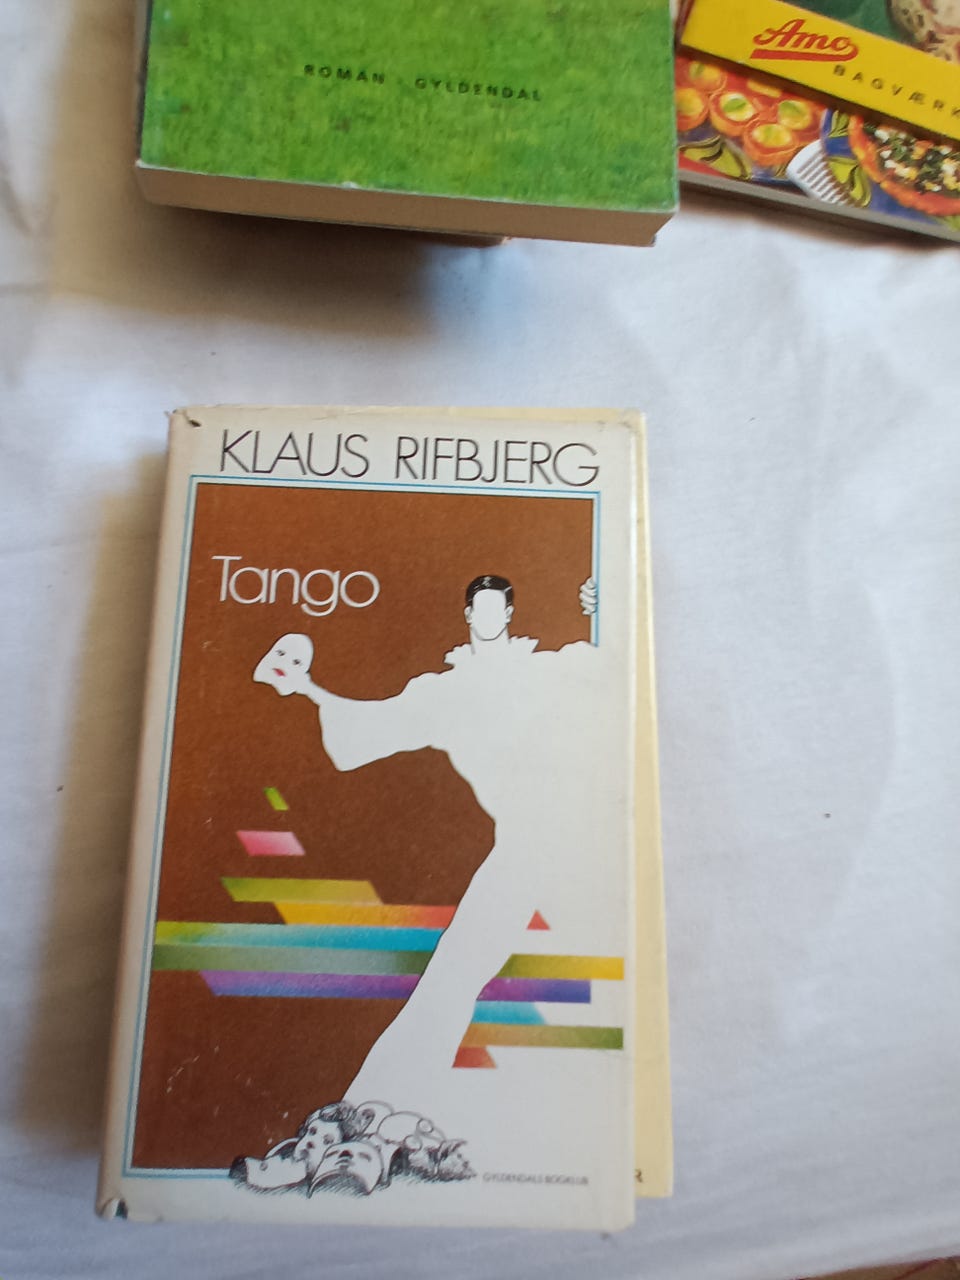 ROMAN · GYLDENDAL
Amo
BAGVÆRK
KLAUS RIFBJERG
Tango
GYLDENDALS BOGKLUB
R